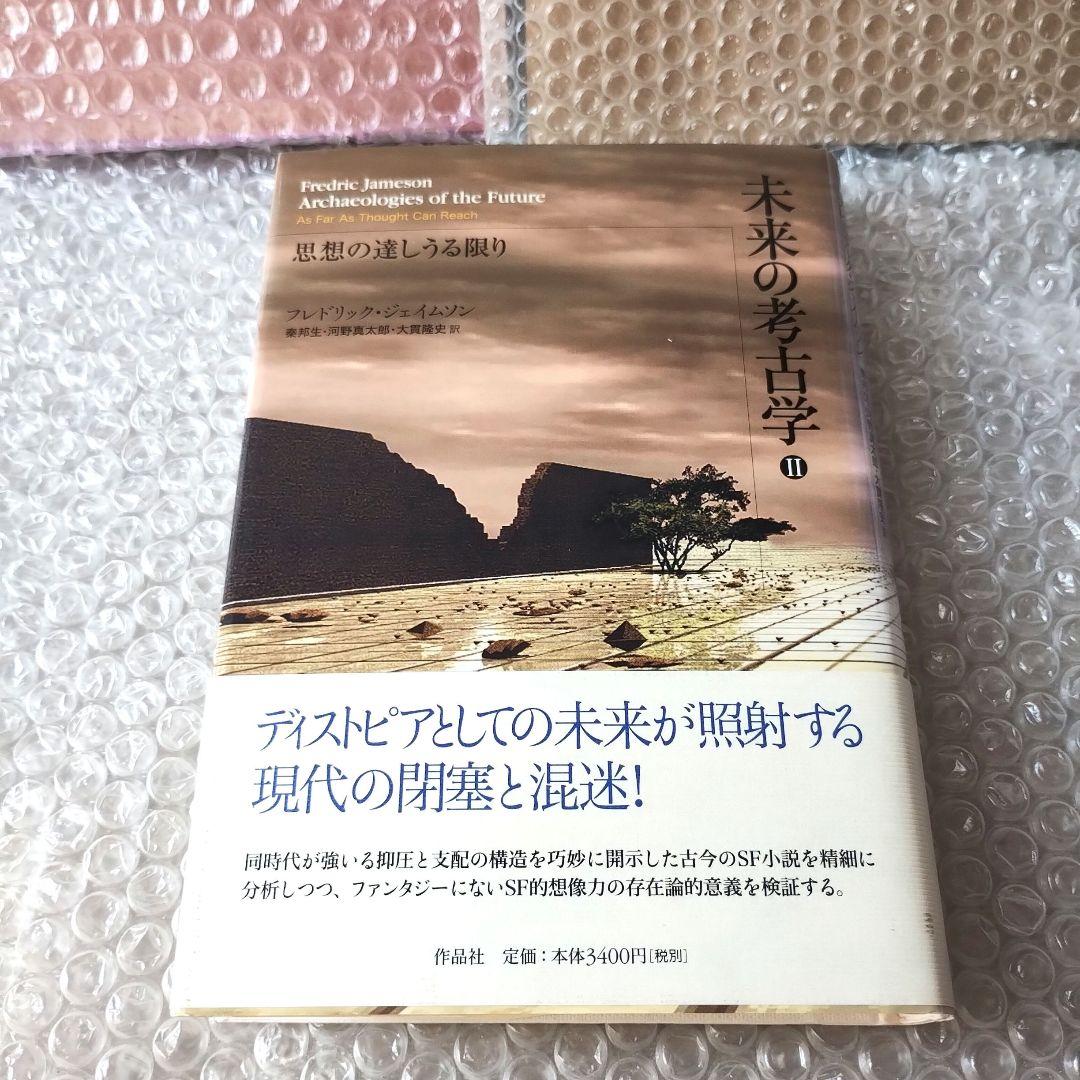 Fredric Jameson
Archaeologies of the Future
As Far As Thought Can Reach
思想の達しうる限り
フレドリック・ジェイムソン
秦邦生・河野真太郎・大貫隆史 訳
未来の考古学 II
ディストピアとしての未来が照射する
現代の閉塞と混迷!
同時代が強いる抑圧と支配の構造を巧妙に開示した古今のSF小説を精細に
分析しつつ、ファンタジーにないSF的想像力の存在論的意義を検証する。
作品社 定価:本体3400円[税別]